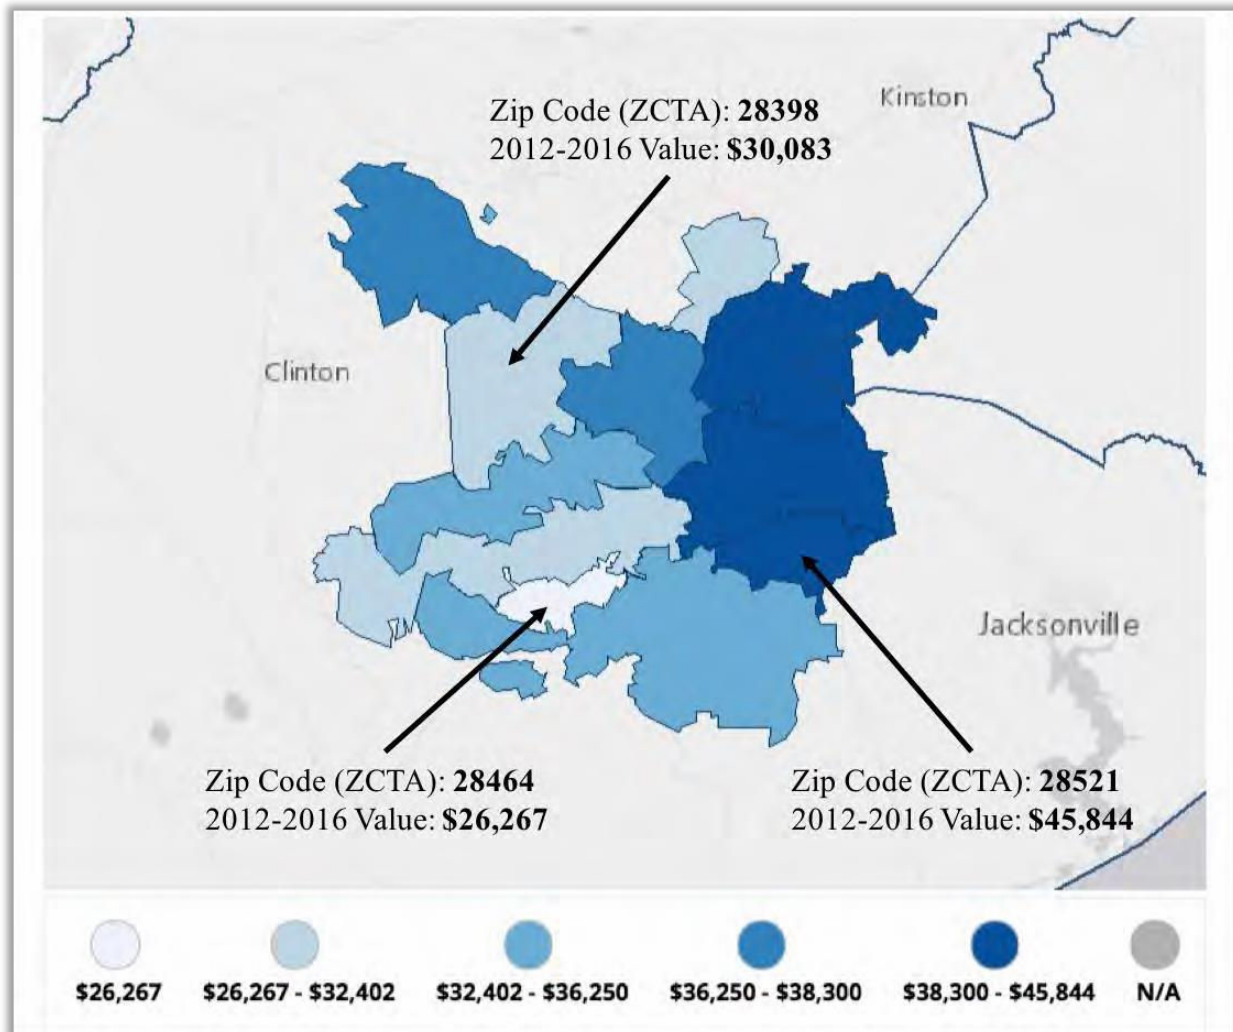 Kinston
Zip Code (ZCTA): 28398
2012-2016 Value: $30,083
Clinton
Jacksonville
Zip Code (ZCTA): 28464
2012-2016 Value: $26,267
Zip Code (ZCTA): 28521
2012-2016 Value: $45,844
$26,267
$26,267 - $32,402
$32,402 - $36,250
$36,250 - $38,300
$38,300 - $45,844
N/A